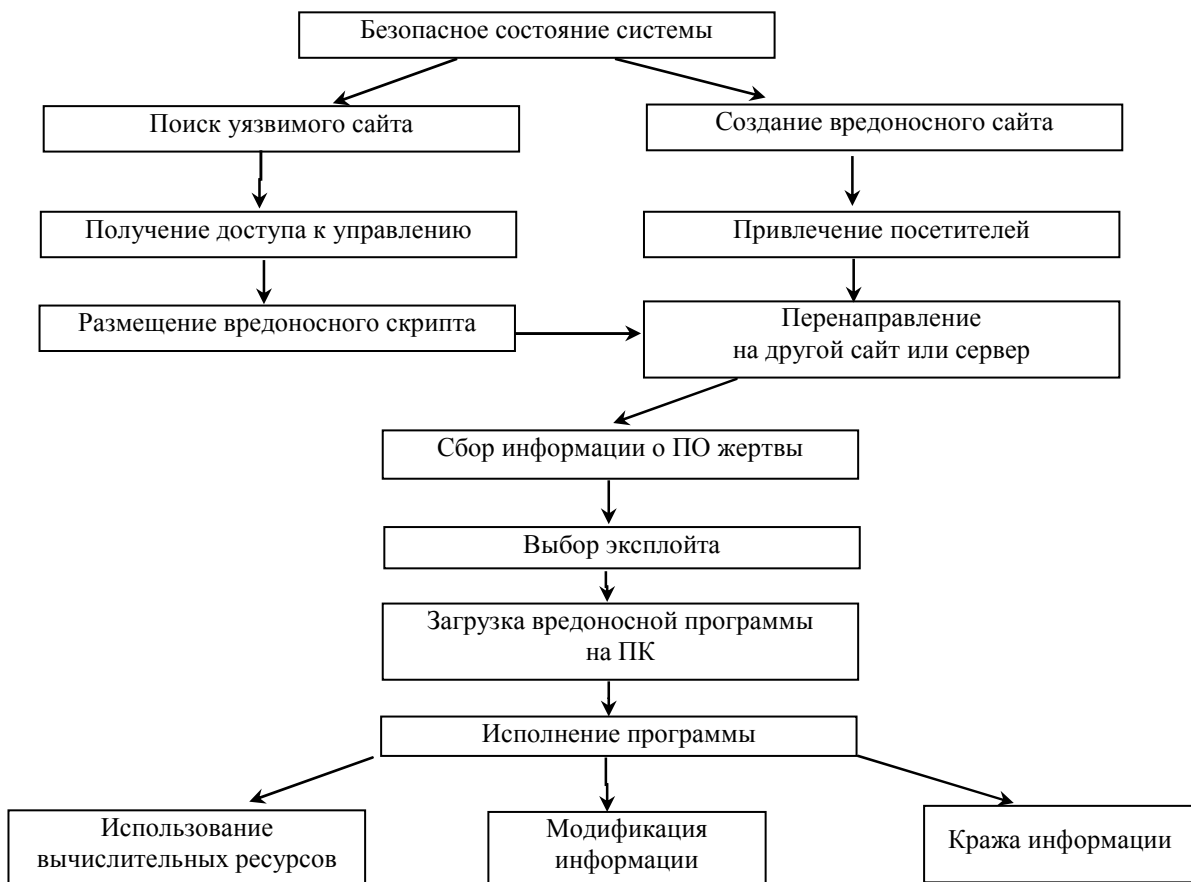 Безопасное состояние системы
Поиск уязвимого сайта
Создание вредоносного сайта
Получение доступа к управлению
Привлечение посетителей
Размещение вредоносного скрипта
Перенаправление
на другой сайт или сервер
Сбор информации о ПО жертвы
Выбор эксплойта
Загрузка вредоносной программы
на ПК
Исполнение программы
Использование
вычислительных ресурсов
Модификация
информации
Кража информации